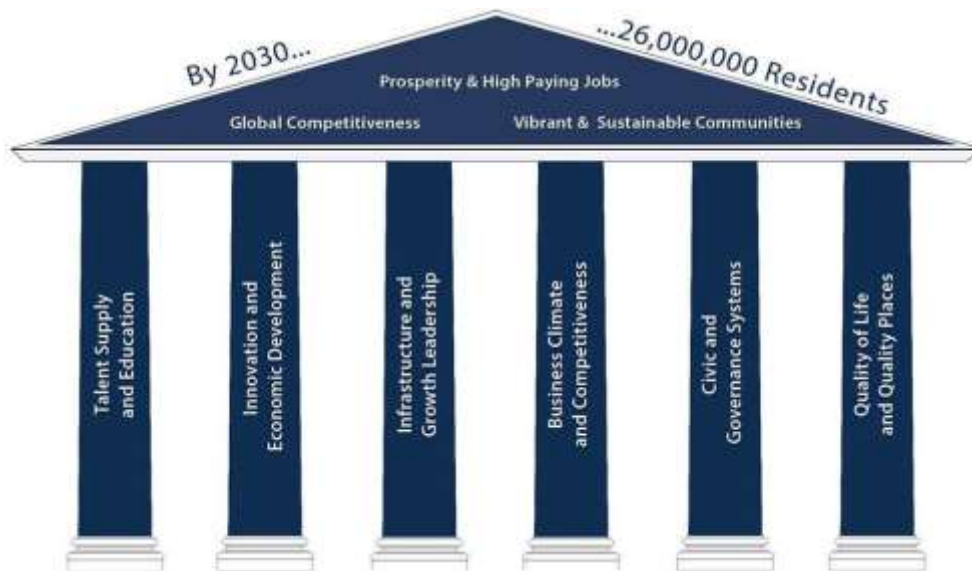 By 2030...
...26,000,000 Residents
Prosperity & High Paying Jobs
Global Competitiveness
Vibrant & Sustainable Communities
Talent Supply
and Education
Innovation and
Economic Development
Infrastructure and
Growth Leadership
Business Climate
and Competitiveness
Civic and
Governance Systems
Quality of Life
and Quality Places